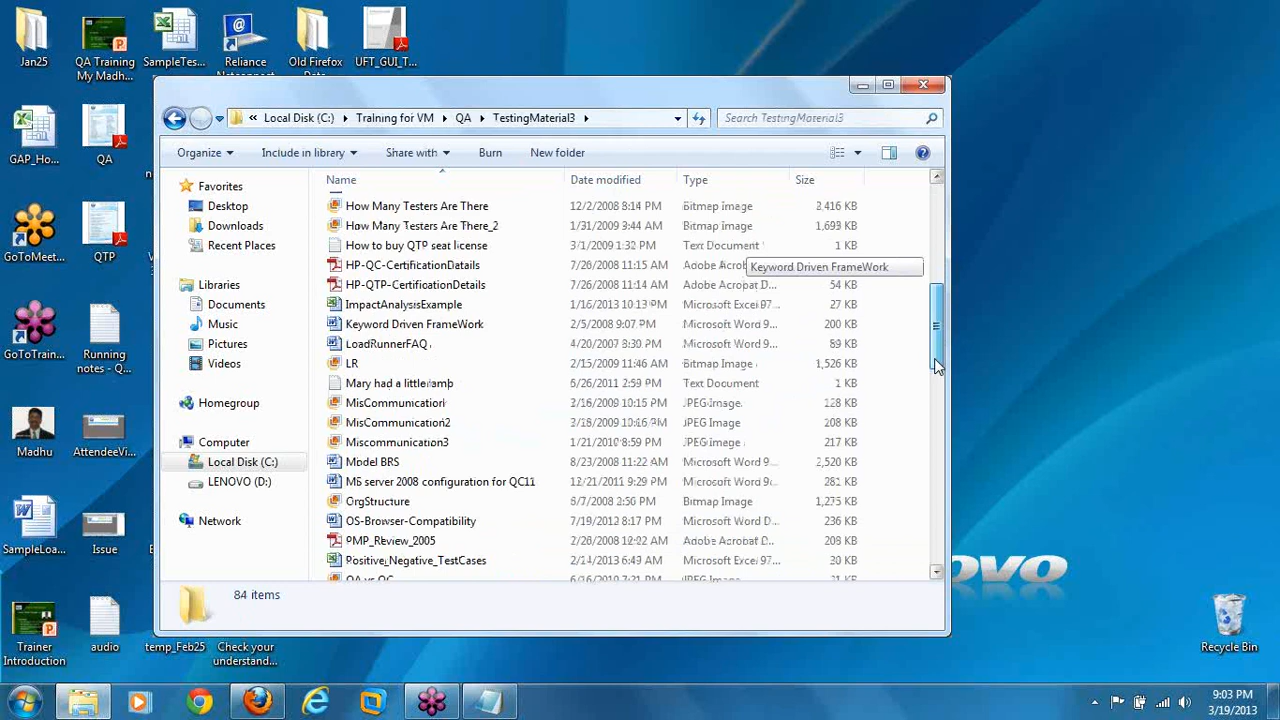 Jan25
QA Training
My Madh...
SampleTes...
Reliance
Netconnect
Old Firefox
Data
UFT_GUI_T...
GAP_Ho...
QA
GoToMeet...
QTP
GoToTrain...
Running
notes - Q...
Madhu
AttendeeVi...
SampleLoa...
Issue
Trainer
Introduction
audio
temp_Feb25
Check your
understand...
Recycle Bin
« Local Disk (C:) Training for VM QA TestingMaterial3
Search TestingMaterial3
Organize Include in library Share with Burn New folder
Favorites
Desktop
Downloads
Recent Places
Libraries
Documents
Music
Pictures
Videos
Homegroup
Computer
Local Disk (C:)
LENOVO (D:)
Network
Name Date modified Type Size
How Many Testers Are There 12/2/2008 8:14 PM Bitmap image 2,416 KB
How Many Testers Are There_2 1/31/2009 9:44 AM Bitmap Image 1,693 KB
How to buy QTP seat license 3/1/2009 1:32 PM Text Document 1 KB
HP-QC-CertificationDatails 7/26/2008 11:15 AM Adobe Acrob
Keyword Driven FrameWork
HP-QTP-CertificationDetails 7/26/2008 11:14 AM Adobe Acrobat D... 54 KB
ImpactAnalysisExample 1/16/2013 10:13 PM Microsoft Excel 97... 27 KB
Keyword Driven FrameWork 2/5/2008 9:07 PM Microsoft Word 9... 200 KB
LoadRunnerFAQ 4/20/2007 8:30 PM Microsoft Word 9... 89 KB
LR 2/15/2009 11:46 AM Bitmap Image 1,526 KB
Mary had a little lamp 6/26/2011 2:59 PM Text Document 1 KB
MisCommunication 2/16/2009 10:15 PM JPEG Image 128 KB
MisCommunication2 3/18/2009 10:16 PM JPEG Image 208 KB
Miscommunication3 1/21/2010 8:59 PM JPEG Image 217 KB
Model BRS 8/23/2008 11:22 AM Microsoft Word 9... 2,520 KB
MS server 2008 configuration for QC11 12/21/2011 9:29 PM Microsoft Word 9... 281 KB
OrgStructure 6/7/2008 2:56 PM Bitmap Image 1,275 KB
OS-Browser-Compatibility 7/19/2012 8:17 PM Microsoft Word D... 236 KB
PMP_Review_2005 2/28/2008 11:22 AM Adobe Acrobat D... 208 KB
Positive_Negative_TestCases 2/14/2013 6:49 AM Microsoft Excel 97... 30 KB
QA vs QC
84 items
9:03 PM
3/19/2013